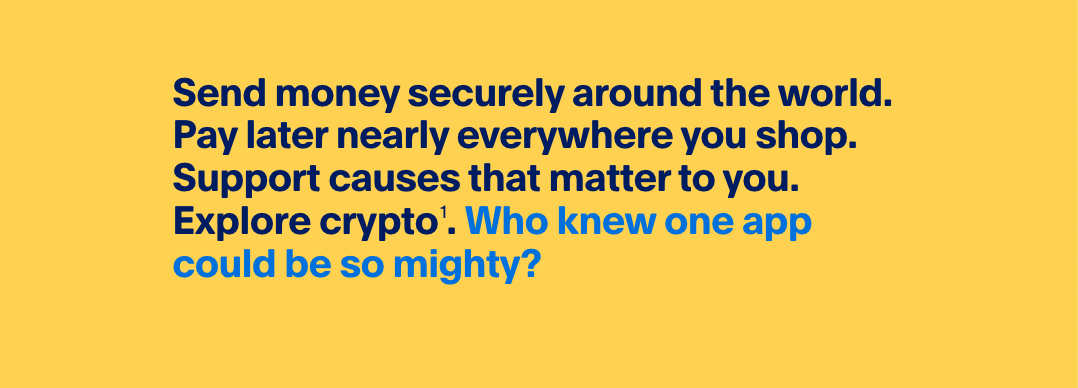 Send money securely around the world.
Pay later nearly everywhere you shop.
Support causes that matter to you.
Explore crypto¹. Who knew one app
could be so mighty?